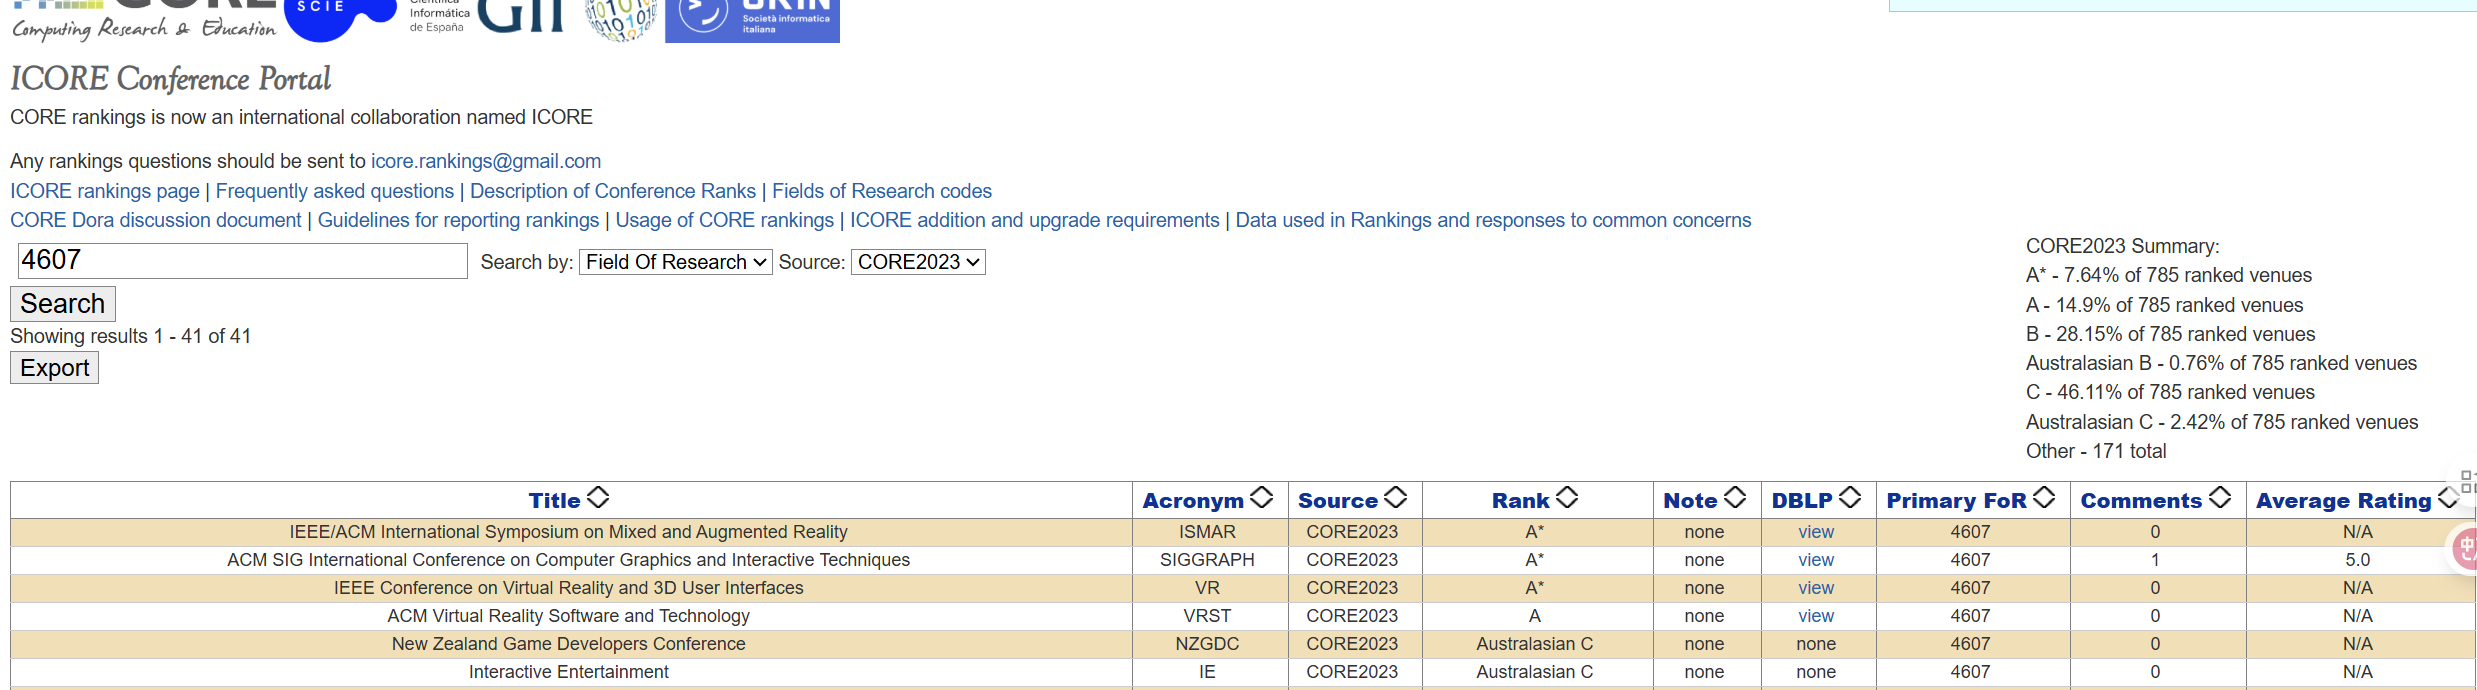 CORE
Computing Research & Education
SCIE
Científica
Informática
de España
GII
GRIN
Società informatica
italiana
ICORE Conference Portal
CORE rankings is now an international collaboration named ICORE
Any rankings questions should be sent to icore.rankings@gmail.com
ICORE rankings page | Frequently asked questions | Description of Conference Ranks | Fields of Research codes
CORE Dora discussion document | Guidelines for reporting rankings | Usage of CORE rankings | ICORE addition and upgrade requirements | Data used in Rankings and responses to common concerns
4607 Search by: Field Of Research Source: CORE2023
Search
Showing results 1 - 41 of 41
Export
CORE2023 Summary:
A* - 7.64% of 785 ranked venues
A - 14.9% of 785 ranked venues
B - 28.15% of 785 ranked venues
Australasian B - 0.76% of 785 ranked venues
C - 46.11% of 785 ranked venues
Australasian C - 2.42% of 785 ranked venues
Other - 171 total
Title Acronym Source Rank Note DBLP Primary FoR Comments Average Rating
IEEE/ACM International Symposium on Mixed and Augmented Reality ISMAR CORE2023 A* none view 4607 0 N/A
ACM SIG International Conference on Computer Graphics and Interactive Techniques SIGGRAPH CORE2023 A* none view 4607 1 5.0
IEEE Conference on Virtual Reality and 3D User Interfaces VR CORE2023 A* none view 4607 0 N/A
ACM Virtual Reality Software and Technology VRST CORE2023 A none view 4607 0 N/A
New Zealand Game Developers Conference NZGDC CORE2023 Australasian C none none 4607 0 N/A
Interactive Entertainment IE CORE2023 Australasian C none none 4607 0 N/A